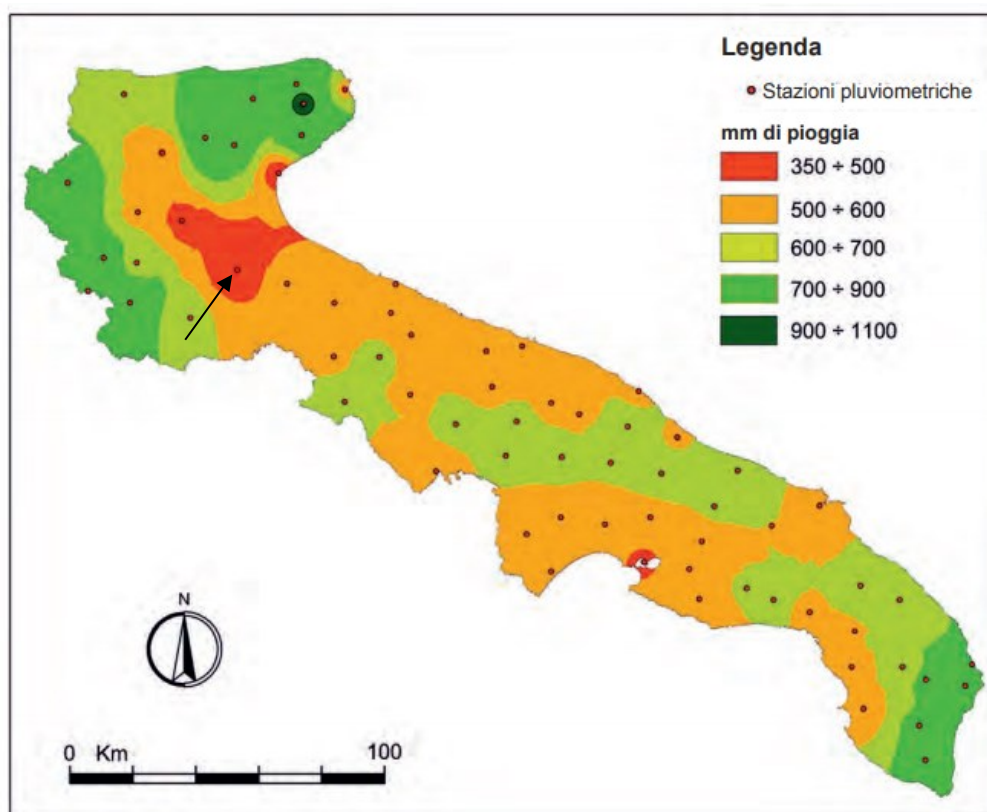 Legenda
Stazioni pluviometriche
mm di pioggia
350 ÷ 500
500 ÷ 600
600 ÷ 700
700 ÷ 900
900 ÷ 1100
N
0 Km 100